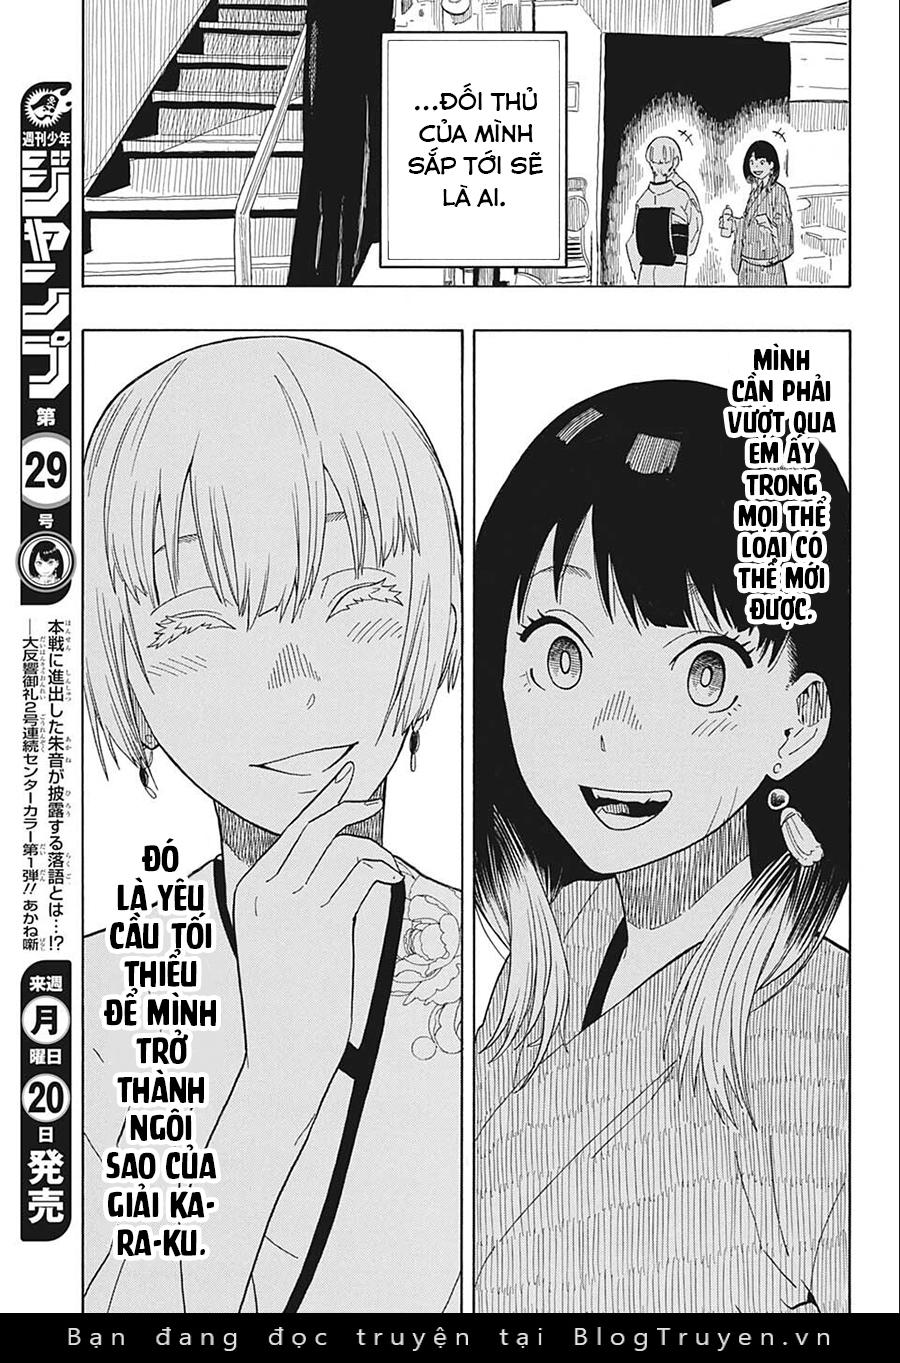 …ĐỐI THỦ
CỦA MÌNH
SẮP TỚI SẼ
LÀ AI.
MÌNH
CẦN PHẢI
VƯỢT QUA
EM ẤY
TRONG
MỌI THỂ
LOẠI CÓ
THỂ MỚI
ĐƯỢC.
ĐÓ
LÀ YÊU
CẦU TỐI
THIỂU
ĐỂ MÌNH
TRỞ
THÀNH
NGÔI
SAO CỦA
GIẢI KA-
RA-KU.
週刊少年
ジャンプ
第
29
号
本戦に進出した朱音が披露する落語とは…!?
―大反響御礼2号連続センターカラー第1弾!! あかね噺
来週
月
曜日
20
日
発売
Bạn đang đọc truyện tại BlogTruyen.vn